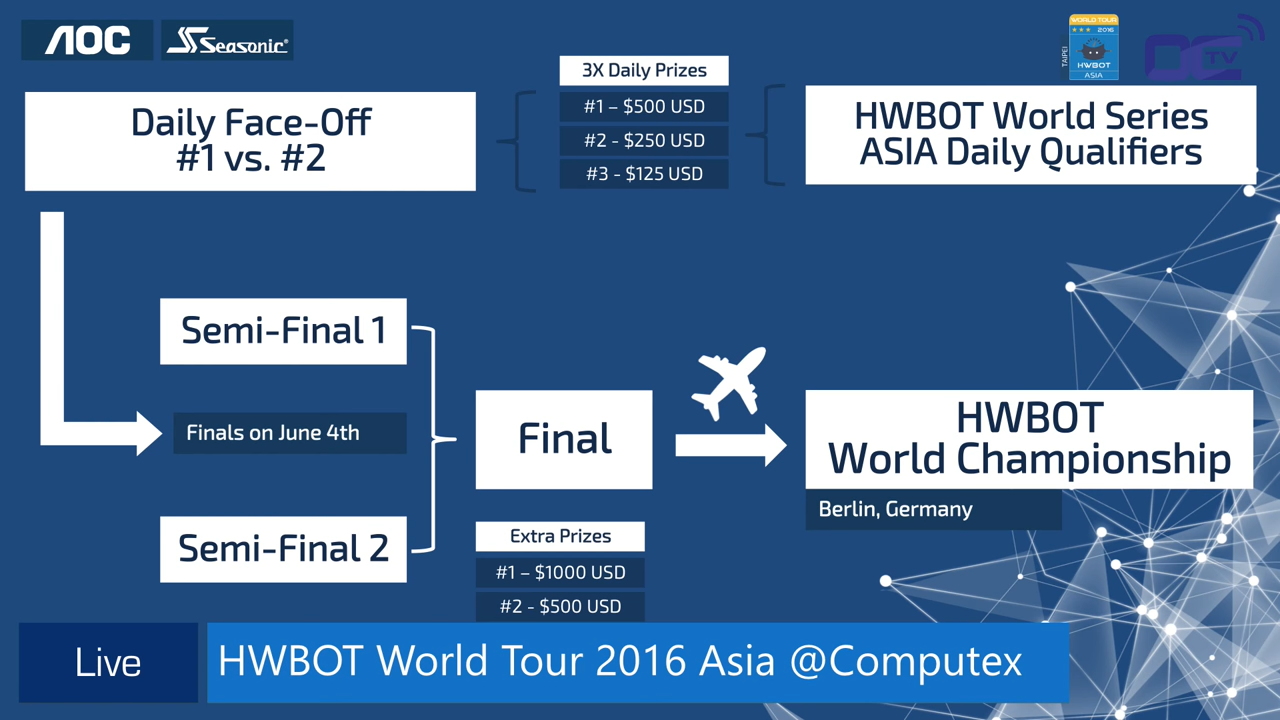 AOC
Seasonic
WORLD TOUR
2016
TAIPEI
HWBOT
ASIA
OCTV
3X Daily Prizes
#1 – $500 USD
#2 - $250 USD
#3 - $125 USD
Daily Face-Off
#1 vs. #2
HWBOT World Series
ASIA Daily Qualifiers
Semi-Final 1
Finals on June 4th
Semi-Final 2
Final
HWBOT
World Championship
Berlin, Germany
Extra Prizes
#1 – $1000 USD
#2 - $500 USD
Live
HWBOT World Tour 2016 Asia @Computex